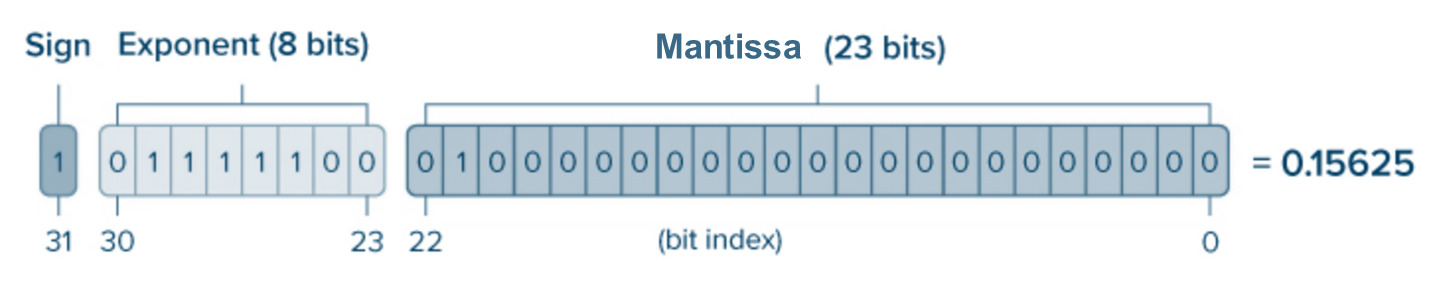 Sign Exponent (8 bits) Mantissa (23 bits)
1 0 1 1 1 1 1 0 0 0 1 0 0 0 0 0 0 0 0 0 0 0 0 0 0 0 0 0 0 0 0 0 = 0.15625
31 30 23 22 (bit index) 0